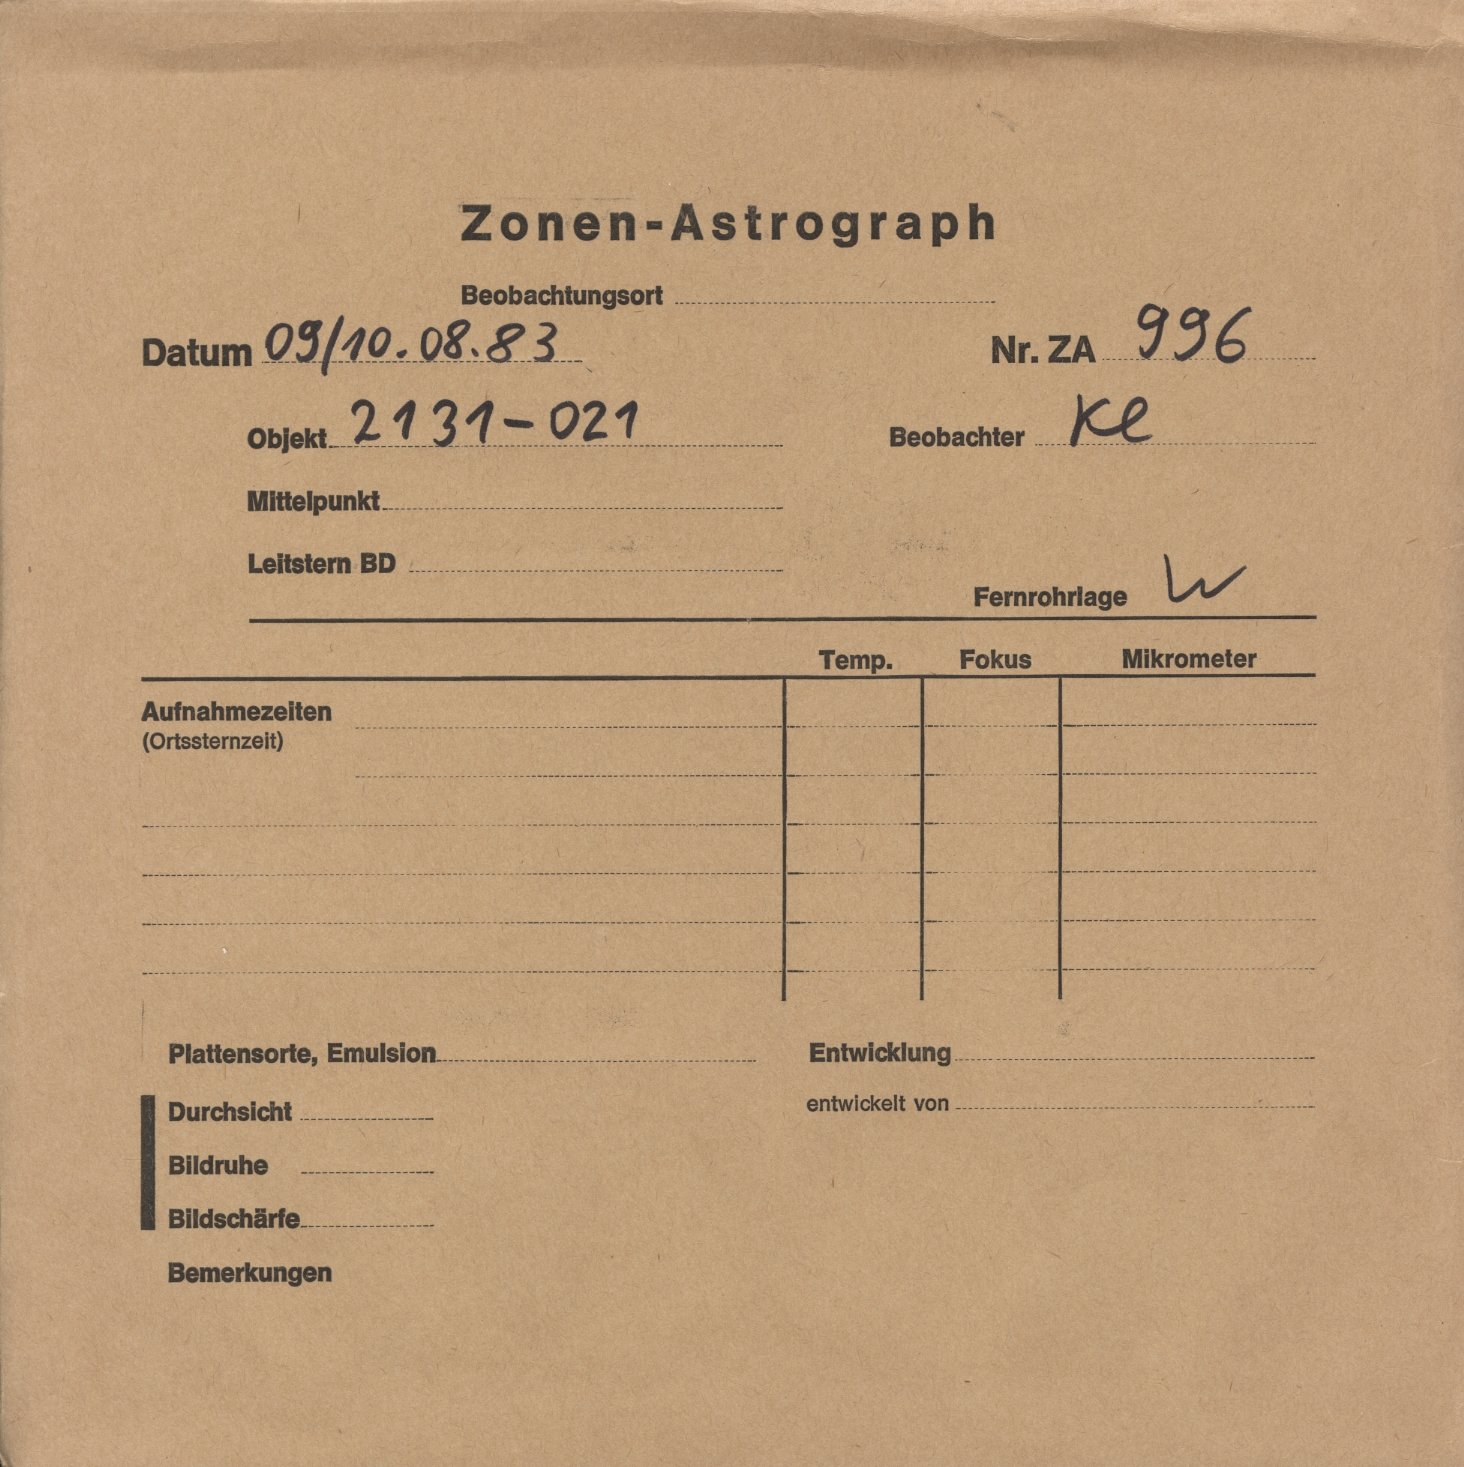 Zonen-Astrograph
Beobachtungsort
Datum 09/10.08.83 Nr. ZA 996
Objekt 2131-021 Beobachter Kl
Mittelpunkt
Leitstern BD
Fernrohrlage W
Temp. Fokus Mikrometer
Aufnahmezeiten
(Ortssternzeit)
Plattensorte, Emulsion Entwicklung
Durchsicht entwickelt von
Bildruhe
Bildschärfe
Bemerkungen